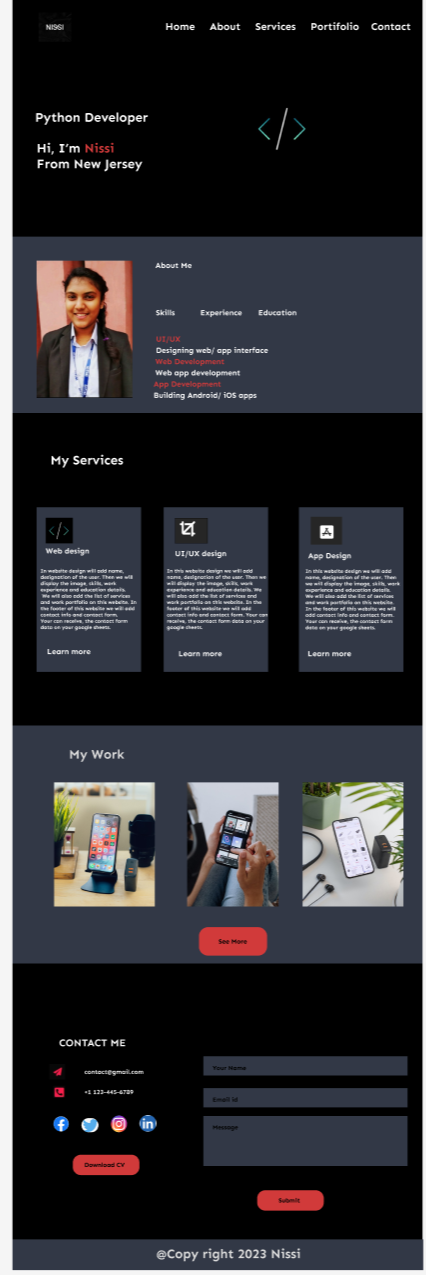 NISSI
Home About Services Portifolio Contact
Python Developer
Hi, I'm Nissi
From New Jersey
About Me
Skills Experience Education
UI/UX
Designing web/ app interface
Web Development
Web app development
App Development
Building Android/ iOS apps
My Services
Web design
In website design will add name,
designation of the user. Then we will
display the image, skills, work
experience and education details.
We will also add the list of services
and work portfolio on this website. In
the footer of this website we will add
contact info and contact form.
Your can receive, the contact form
data on your google sheets.
Learn more
UI/UX design
In this website design we will add
name, designation of the user. Then we
will display the image, skills, work
experience and education details. We
will also add the list of services and
work portfolio on this website. In the
footer of this website we will add
contact info and contact form. Your can
receive, the contact form data on your
google sheets.
Learn more
App Design
In this website design we will add
name, designation of the user. Then
we will display the image, skills, work
experience and education details.
We will also add the list of services
and work portfolio on this website. In
the footer of this website we will
add contact info and contact form.
Your can receive, the contact form
data on your google sheets.
Learn more
My Work
See More
CONTACT ME
contact@gmail.com
+1 123-445-6789
Download CV
Your Name
Email id
Message
Submit
@Copy right 2023 Nissi